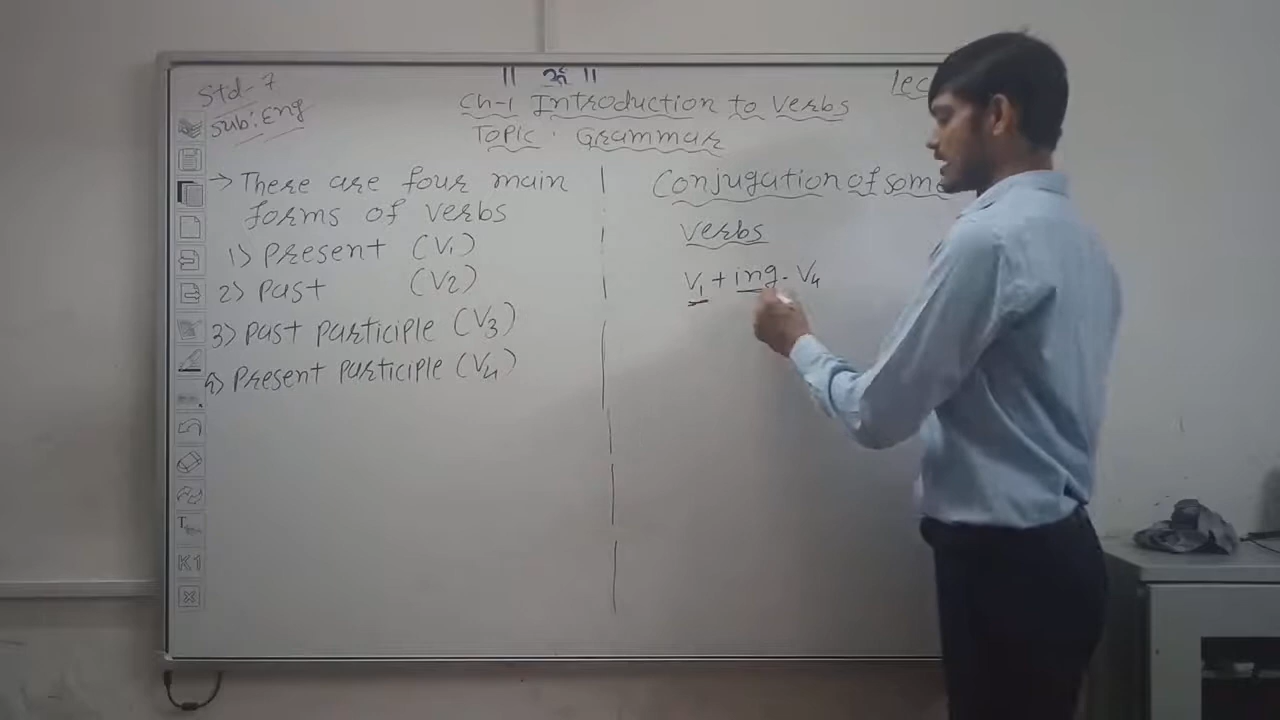 Std-7
Sub: Eng
|| ॐ ||
Lec
Ch-1 Introduction to Verbs
Topic : Grammar
→ There are four main
forms of verbs
1) Present (V1)
2) Past (V2)
3) Past participle (V3)
4) Present participle (V4)
Conjugation of some
verbs
V1 + ing - V4
T
K1